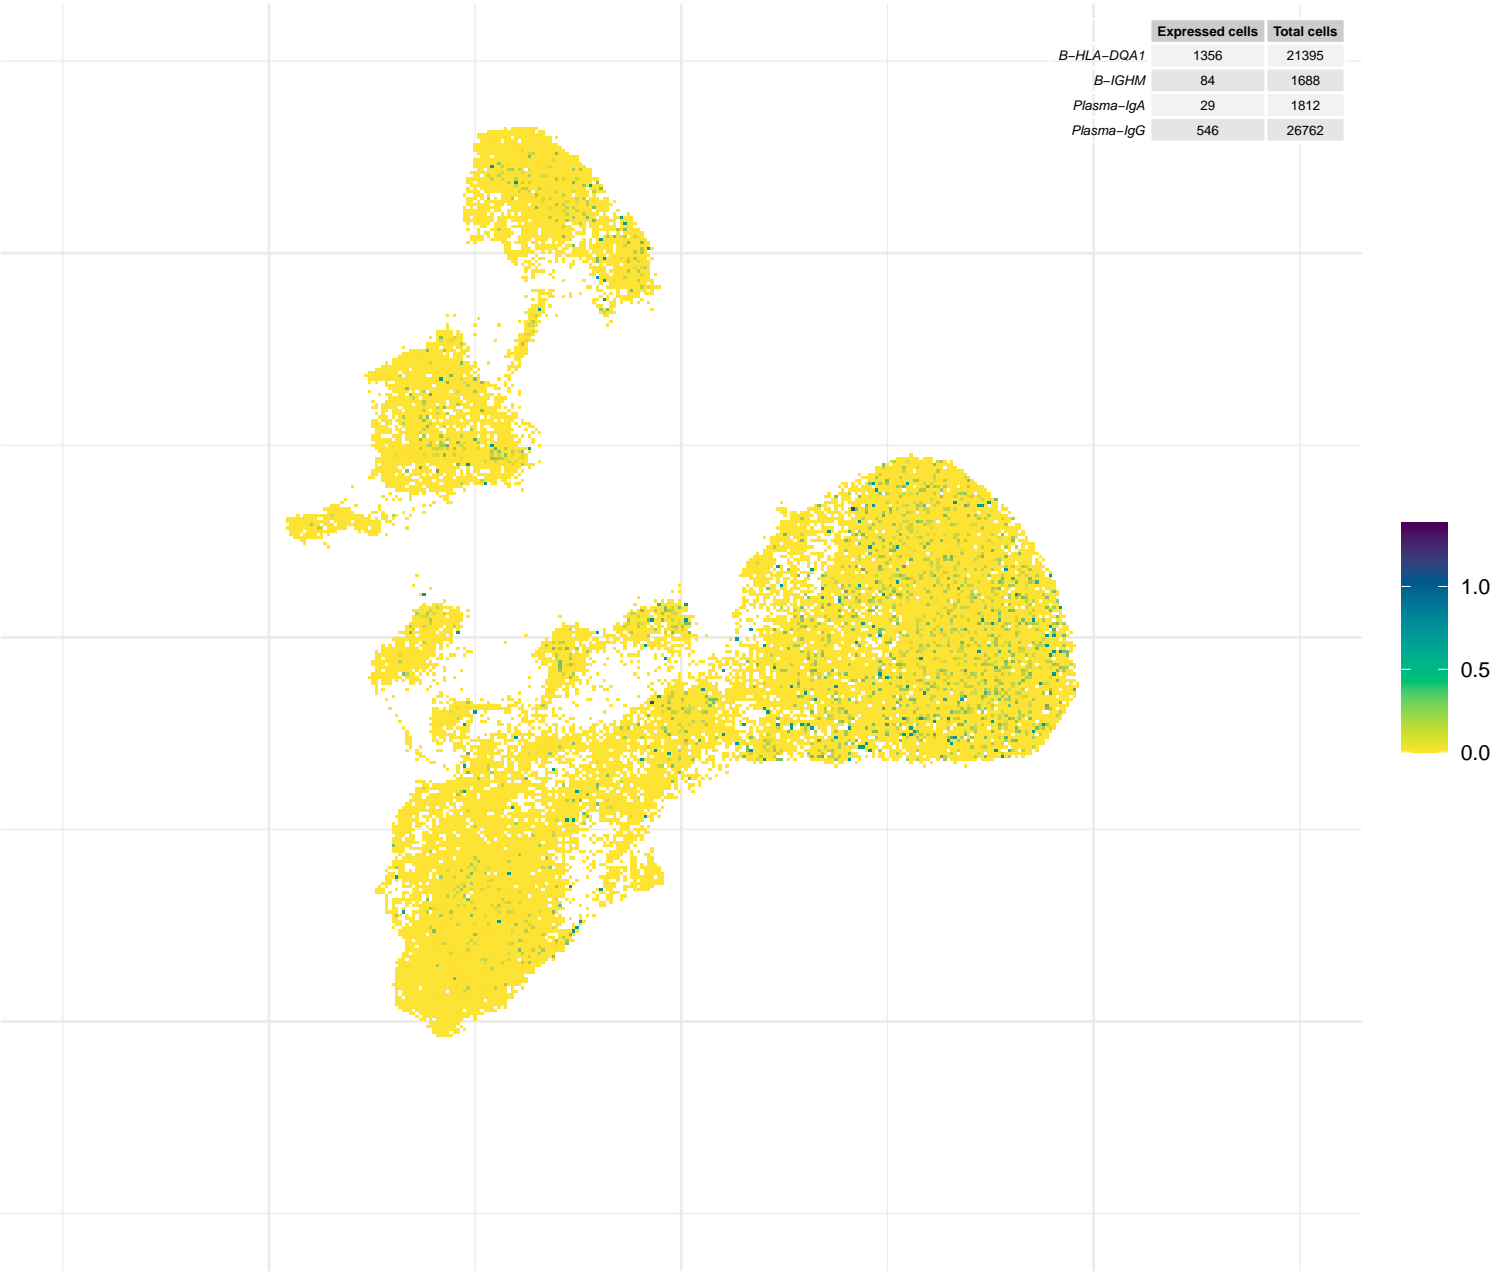 Expressed cells Total cells
B−HLA−DQA1 1356 21395
B−IGHM 84 1688
Plasma−IgA 29 1812
Plasma−IgG 546 26762
1.0
0.5
0.0